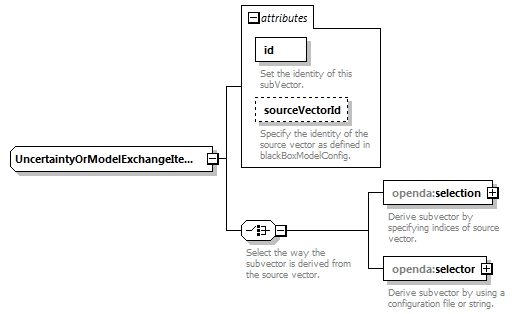 attributes
id
Set the identity of this
subVector.
sourceVectorId
Specify the identity of the
source vector as defined in
blackBoxModelConfig.
UncertaintyOrModelExchangeIte...
Select the way the
subvector is derived from
the source vector.
openda:selection
Derive subvector by
specifying indices of source
vector.
openda:selector
Derive subvector by using a
configuration file or string.